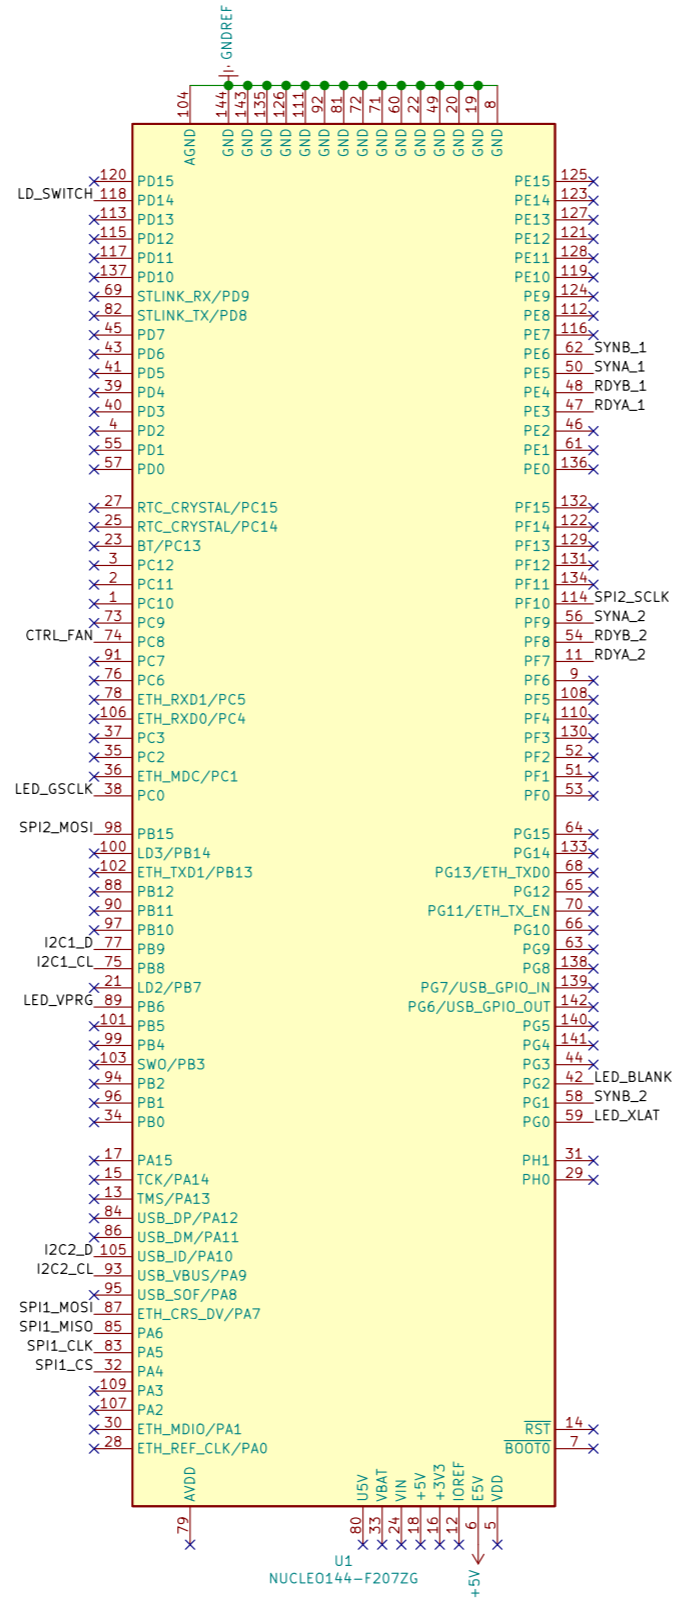 GNDREF
104 144 143 135 126 111 92 81 72 71 60 22 49 20 19 8
AGND GND GND GND GND GND GND GND GND GND GND GND GND GND GND GND
120 PD15 PE15 125
LD_SWITCH 118 PD14 PE14 123
113 PD13 PE13 127
115 PD12 PE12 121
117 PD11 PE11 128
137 PD10 PE10 119
69 STLINK_RX/PD9 PE9 124
82 STLINK_TX/PD8 PE8 112
45 PD7 PE7 116
43 PD6 PE6 62 SYNB_1
41 PD5 PE5 50 SYNA_1
39 PD4 PE4 48 RDYB_1
40 PD3 PE3 47 RDYA_1
4 PD2 PE2 46
55 PD1 PE1 61
57 PD0 PE0 136
27 RTC_CRYSTAL/PC15 PF15 132
25 RTC_CRYSTAL/PC14 PF14 122
23 BT/PC13 PF13 129
3 PC12 PF12 131
2 PC11 PF11 134
1 PC10 PF10 114 SPI2_SCLK
73 PC9 PF9 56 SYNA_2
CTRL_FAN 74 PC8 PF8 54 RDYB_2
91 PC7 PF7 11 RDYA_2
76 PC6 PF6 9
78 ETH_RXD1/PC5 PF5 108
106 ETH_RXD0/PC4 PF4 110
37 PC3 PF3 130
35 PC2 PF2 52
36 ETH_MDC/PC1 PF1 51
LED_GSCLK 38 PC0 PF0 53
SPI2_MOSI 98 PB15 PG15 64
100 LD3/PB14 PG14 133
102 ETH_TXD1/PB13 PG13/ETH_TXD0 68
88 PB12 PG12 65
90 PB11 PG11/ETH_TX_EN 70
97 PB10 PG10 66
I2C1_D 77 PB9 PG9 63
I2C1_CL 75 PB8 PG8 138
21 LD2/PB7 PG7/USB_GPIO_IN 139
LED_VPRG 89 PB6 PG6/USB_GPIO_OUT 142
101 PB5 PG5 140
99 PB4 PG4 141
103 SWO/PB3 PG3 44
94 PB2 PG2 42 LED_BLANK
96 PB1 PG1 58 SYNB_2
34 PB0 PG0 59 LED_XLAT
17 PA15 PH1 31
15 TCK/PA14 PH0 29
13 TMS/PA13
84 USB_DP/PA12
86 USB_DM/PA11
I2C2_D 105 USB_ID/PA10
I2C2_CL 93 USB_VBUS/PA9
95 USB_SOF/PA8
SPI1_MOSI 87 ETH_CRS_DV/PA7
SPI1_MISO 85 PA6
SPI1_CLK 83 PA5
SPI1_CS 32 PA4
109 PA3
107 PA2
30 ETH_MDIO/PA1 RST 14
28 ETH_REF_CLK/PA0 BOOT0 7
AVDD U5V VBAT VIN +5V +3V3 IOREF E5V VDD
79 80 33 24 18 16 12 6 5
U1
NUCLEO144-F207ZG
+5V